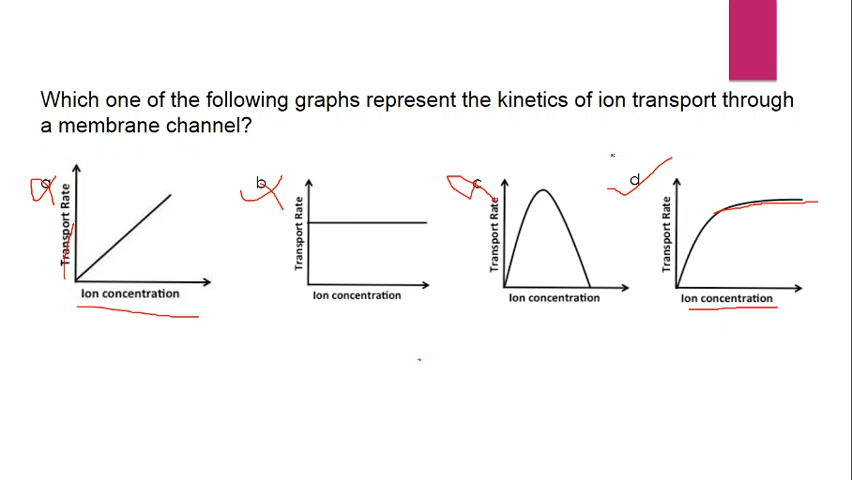 Which one of the following graphs represent the kinetics of ion transport through
a membrane channel?
a
b
c
d
Transport Rate
Transport Rate
Transport Rate
Transport Rate
Ion concentration
Ion concentration
Ion concentration
Ion concentration